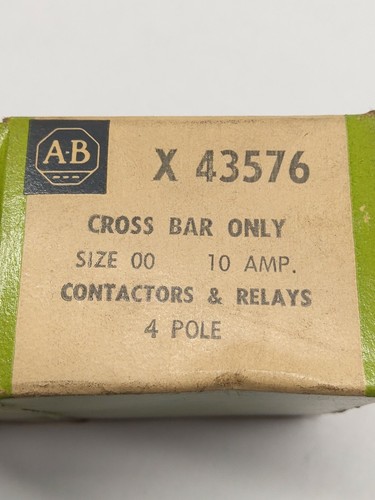 A-B
X 43576
CROSS BAR ONLY
SIZE 00 10 AMP.
CONTACTORS & RELAYS
4 POLE